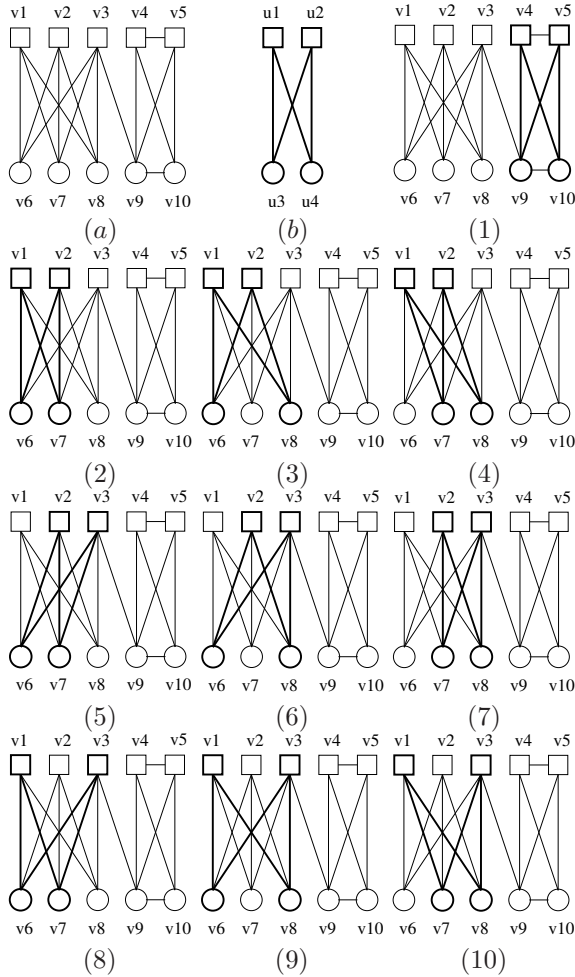 v1 v2 v3 v4 v5 u1 u2 v1 v2 v3 v4 v5
v6 v7 v8 v9 v10 u3 u4 v6 v7 v8 v9 v10
(a) (b) (1)
v1 v2 v3 v4 v5 v1 v2 v3 v4 v5 v1 v2 v3 v4 v5
v6 v7 v8 v9 v10 v6 v7 v8 v9 v10 v6 v7 v8 v9 v10
(2) (3) (4)
v1 v2 v3 v4 v5 v1 v2 v3 v4 v5 v1 v2 v3 v4 v5
v6 v7 v8 v9 v10 v6 v7 v8 v9 v10 v6 v7 v8 v9 v10
(5) (6) (7)
v1 v2 v3 v4 v5 v1 v2 v3 v4 v5 v1 v2 v3 v4 v5
v6 v7 v8 v9 v10 v6 v7 v8 v9 v10 v6 v7 v8 v9 v10
(8) (9) (10)